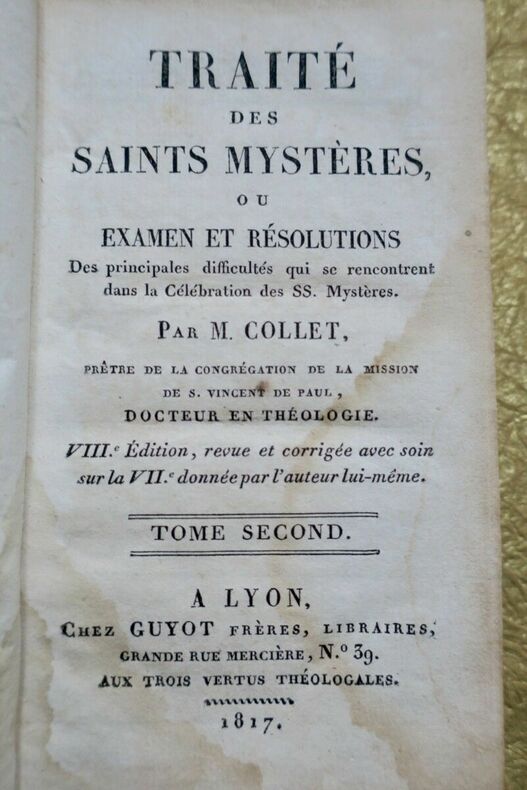 TRAITÉ
DES
SAINTS MYSTÈRES,
OU
EXAMEN ET RÉSOLUTIONS
Des principales difficultés qui se rencontrent
dans la Célébration des SS. Mystères.
PAR M. COLLET,
PRÊTRE DE LA CONGRÉGATION DE LA MISSION
DE S. VINCENT DE PAUL,
DOCTEUR EN THÉOLOGIE.
VIII.e Édition, revue et corrigée avec soin
sur la VII.e donnée par l'auteur lui-même.
TOME SECOND.
A LYON,
CHEZ GUYOT FRÈRES, LIBRAIRES,
GRANDE RUE MERCIÈRE, N.º 39.
AUX TROIS VERTUS THÉOLOGALES.
1817.